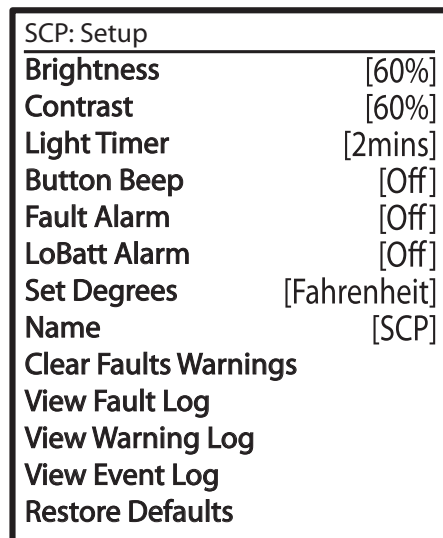 SCP: Setup
Brightness [60%]
Contrast [60%]
Light Timer [2mins]
Button Beep [Off]
Fault Alarm [Off]
LoBatt Alarm [Off]
Set Degrees [Fahrenheit]
Name [SCP]
Clear Faults Warnings
View Fault Log
View Warning Log
View Event Log
Restore Defaults